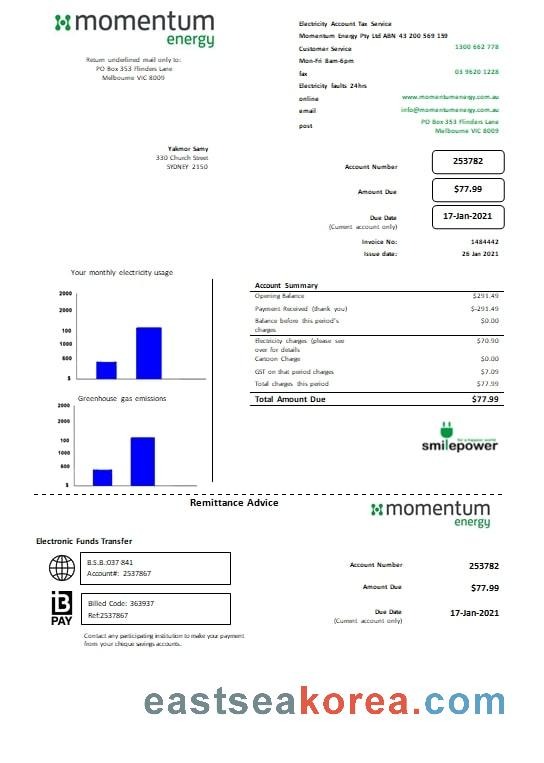 momentum
energy
Return undefined mail only to:
PO Box 353 Flinders Lane
Melbourne VIC 8009
Electricity Account Tax Service
Momentum Energy Pty Ltd ABN 43 200 569 159
Customer Service 1300 662 778
Mon-Fri 8am-6pm
fax 03 9620 1228
Electricity faults 24hrs
online www.momentumenergy.com.au
email info@momentumenergy.com.au
post PO Box 353 Flinders Lane
Melbourne VIC 8009
Yakmor Samy
330 Church Street
SYDNEY 2150
Account Number 253782
Amount Due $77.99
Due Date 17-Jan-2021
(Current account only)
Invoice No: 1484442
Issue date: 26 Jan 2021
Your monthly electricity usage
2000
2000
100
1000
600
$
Greenhouse gas emissions
2000
2000
100
1000
600
$
Account Summary
Opening Balance $291.49
Payment Received (thank you) $-291.49
Balance before this period's $0.00
charges
Electricity charges (please see $70.90
over for details
Cartoon Charge $0.00
GST on that period charges $7.09
Total charges this period $77.99
Total Amount Due $77.99
for a happier world
smilepower
Remittance Advice
momentum
energy
Electronic Funds Transfer
B.S.B.:037 841
Account#: 2537867
B
PAY
Billed Code: 363937
Ref:2537867
Contact any participating institution to make your payment
from your cheque savings accounts.
Account Number 253782
Amount Due $77.99
Due Date 17-Jan-2021
(Current account only)
eastseakorea.com